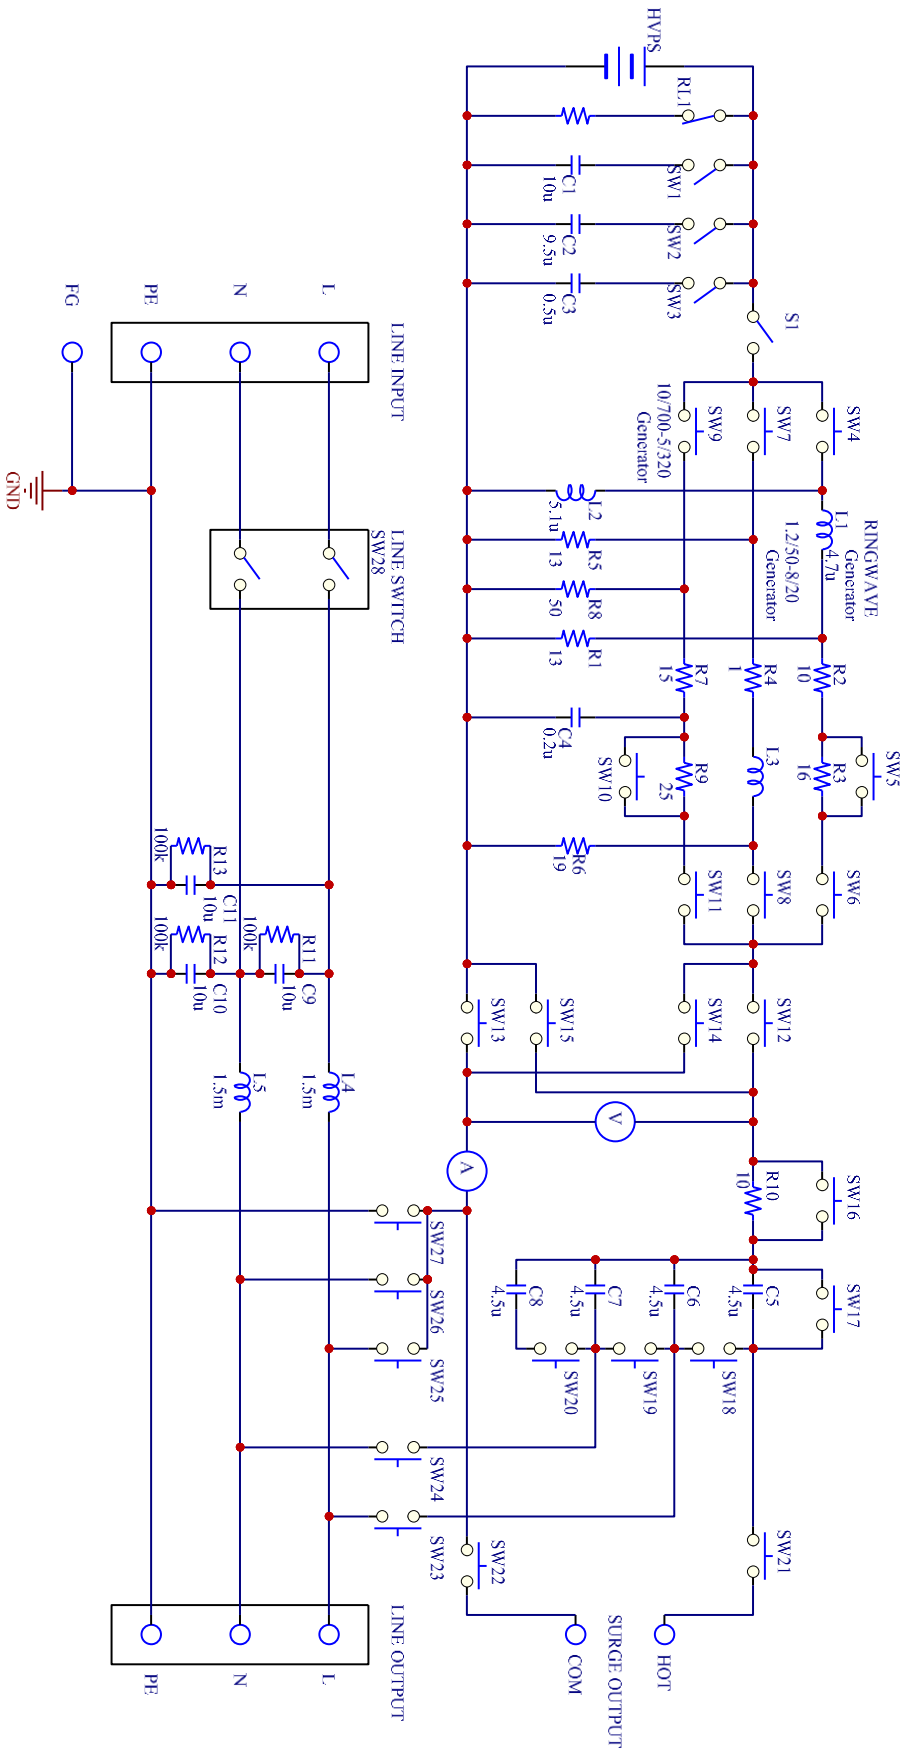 HVPS
RL1
SW1
C1
10u
SW2
C2
9.5u
SW3
C3
0.5u
S1
SW4
SW7
SW9
10/700-5/320
Generator
RINGWAVE
Generator
1.2/50-8/20
Generator
L1
4.7u
L2
5.1u
R5
13
R8
50
R1
13
R2
10
R4
1
R7
15
C4
0.2u
SW5
R3
16
L3
R9
25
SW10
R6
19
SW6
SW8
SW11
SW12
SW14
SW15
SW13
V
A
SW16
R10
10
SW17
C5
4.5u
C6
4.5u
C7
4.5u
C8
4.5u
SW18
SW19
SW20
SW21
SW22
HOT
COM
SURGE OUTPUT
LINE INPUT
L
N
PE
FG
GND
LINE SWITCH
SW28
R13
100k
C11
10u
R12
100k
C10
10u
R11
100k
C9
10u
L4
1.5m
L5
1.5m
SW27
SW26
SW25
SW24
SW23
LINE OUTPUT
L
N
PE